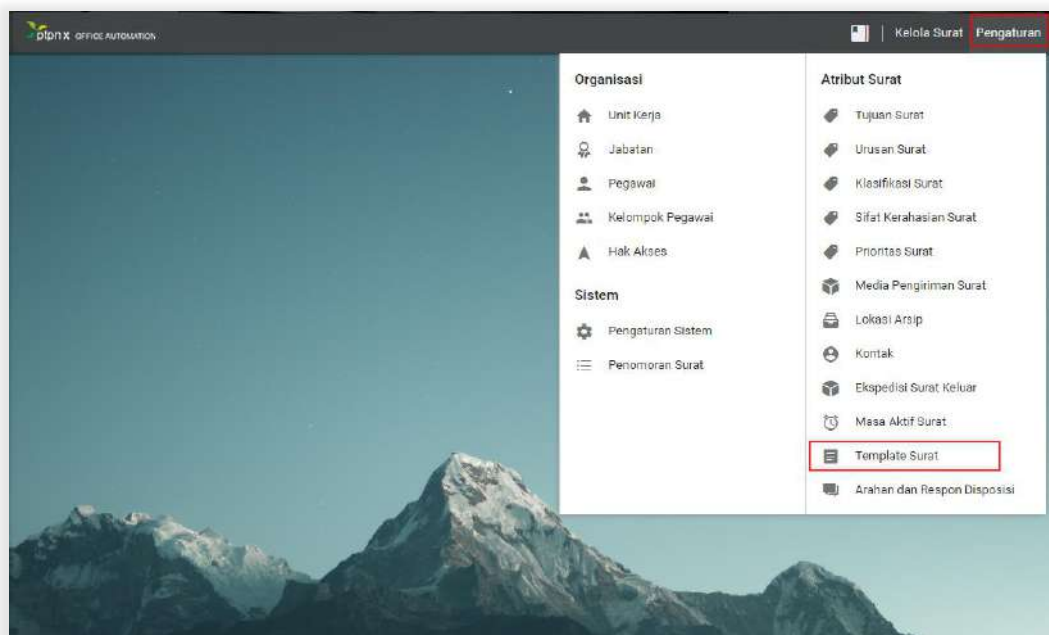 ptpnx OFFICE AUTOMATION
Kelola Surat
Pengaturan
Organisasi
Unit Kerja
Jabatan
Pegawai
Kelompok Pegawai
Hak Akses
Sistem
Pengaturan Sistem
Penomoran Surat
Atribut Surat
Tujuan Surat
Urusan Surat
Klasifikasi Surat
Sifat Kerahasian Surat
Prioritas Surat
Media Pengiriman Surat
Lokasi Arsip
Kontak
Ekspedisi Surat Keluar
Masa Aktif Surat
Template Surat
Arahan dan Respon Disposisi